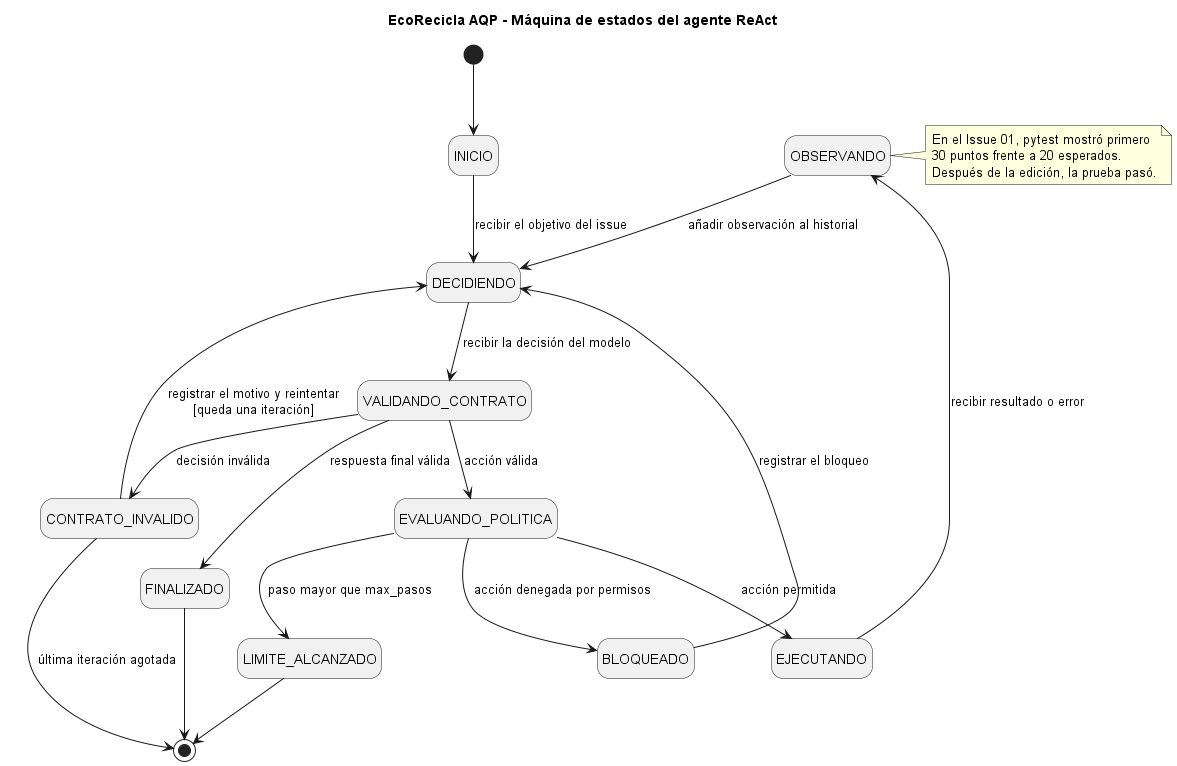 EcoRecicla AQP - Máquina de estados del agente ReAct
INICIO
OBSERVANDO
En el Issue 01, pytest mostró primero
30 puntos frente a 20 esperados.
Después de la edición, la prueba pasó.
recibir el objetivo del issue
añadir observación al historial
DECIDIENDO
recibir la decisión del modelo
registrar el motivo y reintentar
[queda una iteración]
VALIDANDO_CONTRATO
recibir resultado o error
decisión inválida
respuesta final válida
acción válida
registrar el bloqueo
CONTRATO_INVALIDO
EVALUANDO_POLITICA
FINALIZADO
paso mayor que max_pasos
acción denegada por permisos
acción permitida
última iteración agotada
LIMITE_ALCANZADO
BLOQUEADO
EJECUTANDO